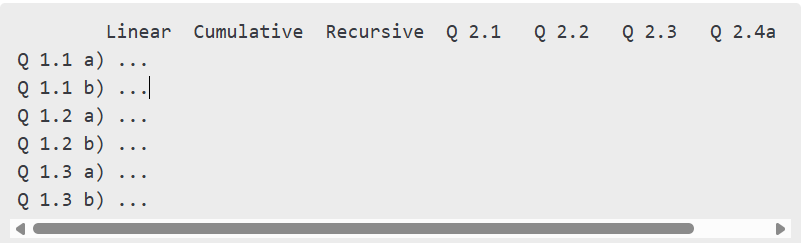 Linear Cumulative Recursive Q 2.1 Q 2.2 Q 2.3 Q 2.4a
Q 1.1 a) ...
Q 1.1 b) ...
Q 1.2 a) ...
Q 1.2 b) ...
Q 1.3 a) ...
Q 1.3 b) ...